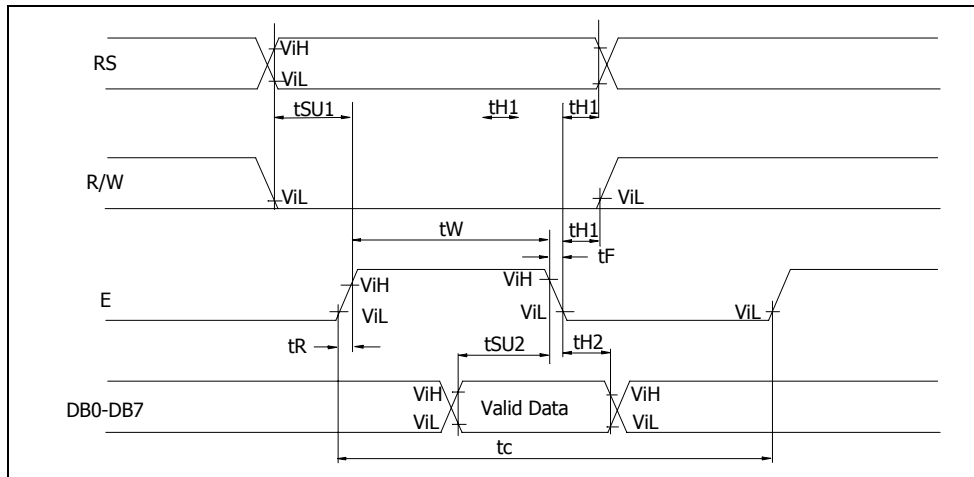 ViH
RS
ViL
tSU1 tH1 tH1
R/W
ViL ViL
tW tH1
tF
ViH ViH
E
ViL ViL ViL
tR tSU2 tH2
ViH ViH
DB0-DB7 Valid Data
ViL ViL
tc